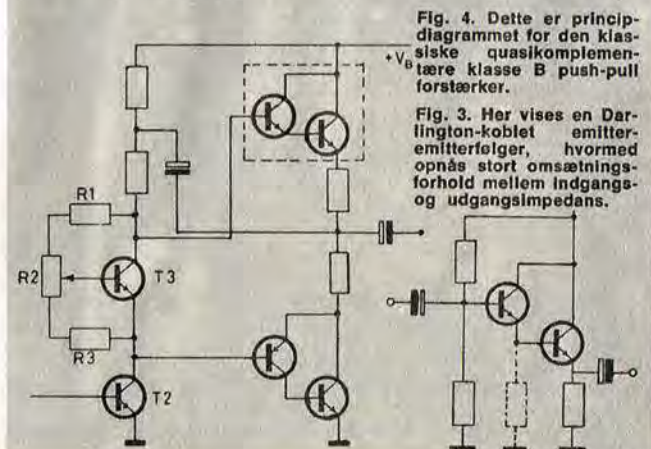 Fig. 4. Dette er princip-
diagrammet for den klas-
siske quasikomplemen-
tære klasse B push-pull
forstærker.
Fig. 3. Her vises en Dar-
lington-koblet emitter-
emitterfølger, hvormed
opnås stort omsætnings-
forhold mellem indgangs-
og udgangsimpedans.
+VB
R1
R2
T3
R3
T2